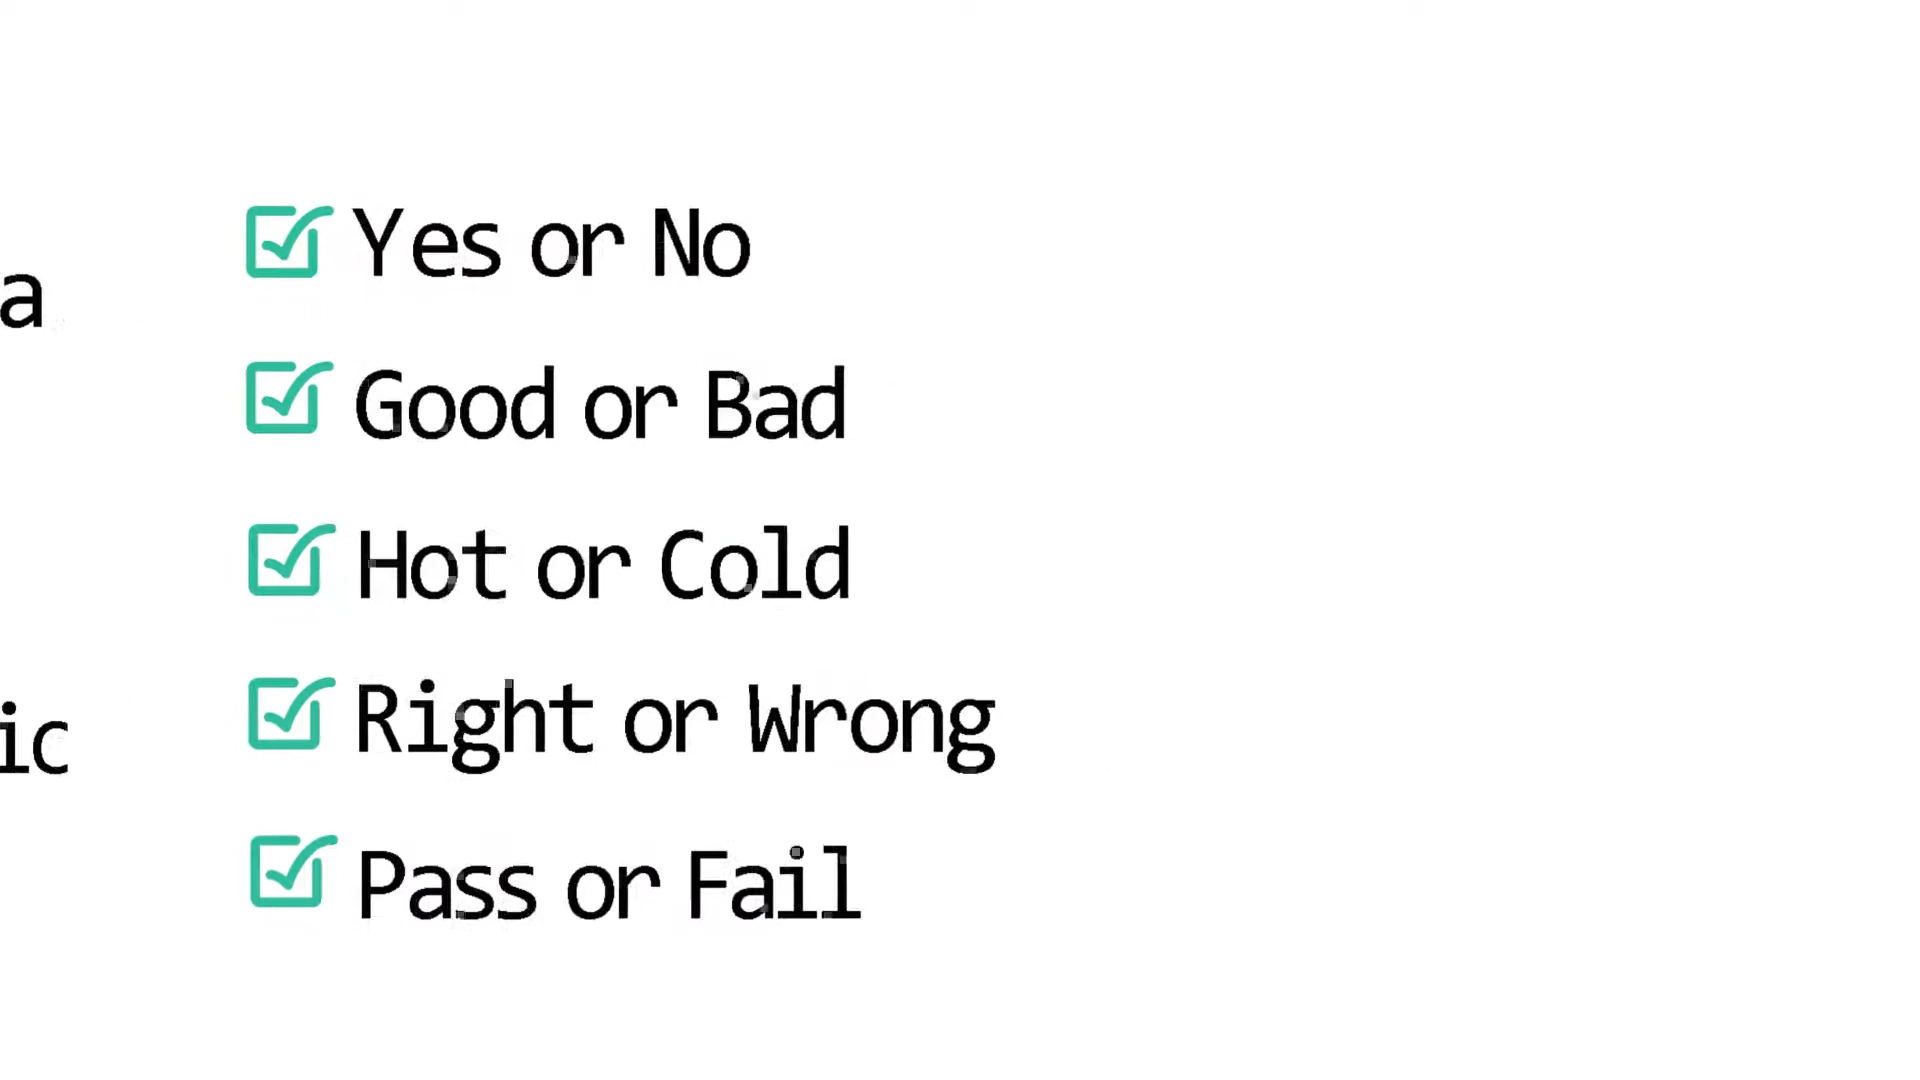 Yes or No
a
Good or Bad
Hot or Cold
Right or Wrong
ic
Pass or Fail